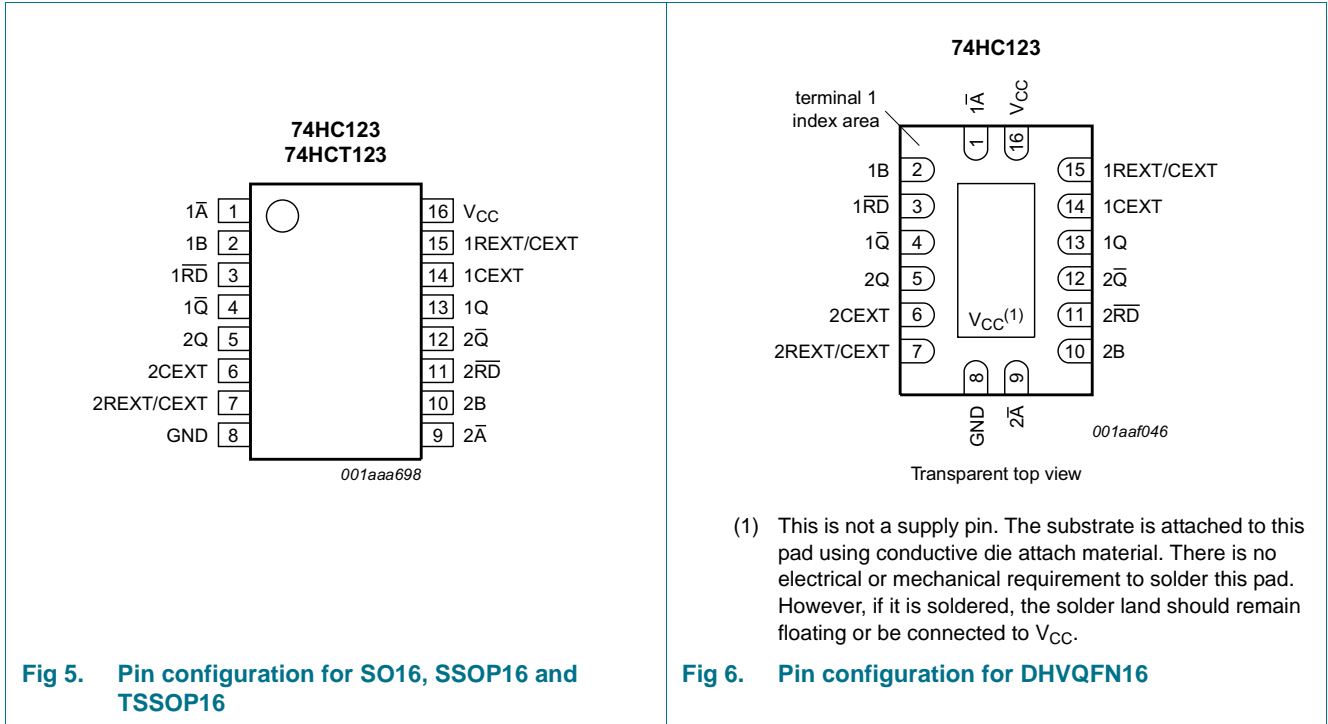 74HC123
74HCT123
1A̅ 1 16 VCC
1B 2 15 1REXT/CEXT
1R̅D̅ 3 14 1CEXT
1Q̅ 4 13 1Q
2Q 5 12 2Q̅
2CEXT 6 11 2R̅D̅
2REXT/CEXT 7 10 2B
GND 8 9 2A̅
001aaa698
Fig 5. Pin configuration for SO16, SSOP16 and
TSSOP16
74HC123
terminal 1
index area
1A̅ VCC
1 16
1B 2 15 1REXT/CEXT
1R̅D̅ 3 14 1CEXT
1Q̅ 4 13 1Q
2Q 5 12 2Q̅
2CEXT 6 11 2R̅D̅
VCC(1)
2REXT/CEXT 7 10 2B
8 9
GND 2A̅
001aaf046
Transparent top view
(1) This is not a supply pin. The substrate is attached to this
pad using conductive die attach material. There is no
electrical or mechanical requirement to solder this pad.
However, if it is soldered, the solder land should remain
floating or be connected to VCC.
Fig 6. Pin configuration for DHVQFN16